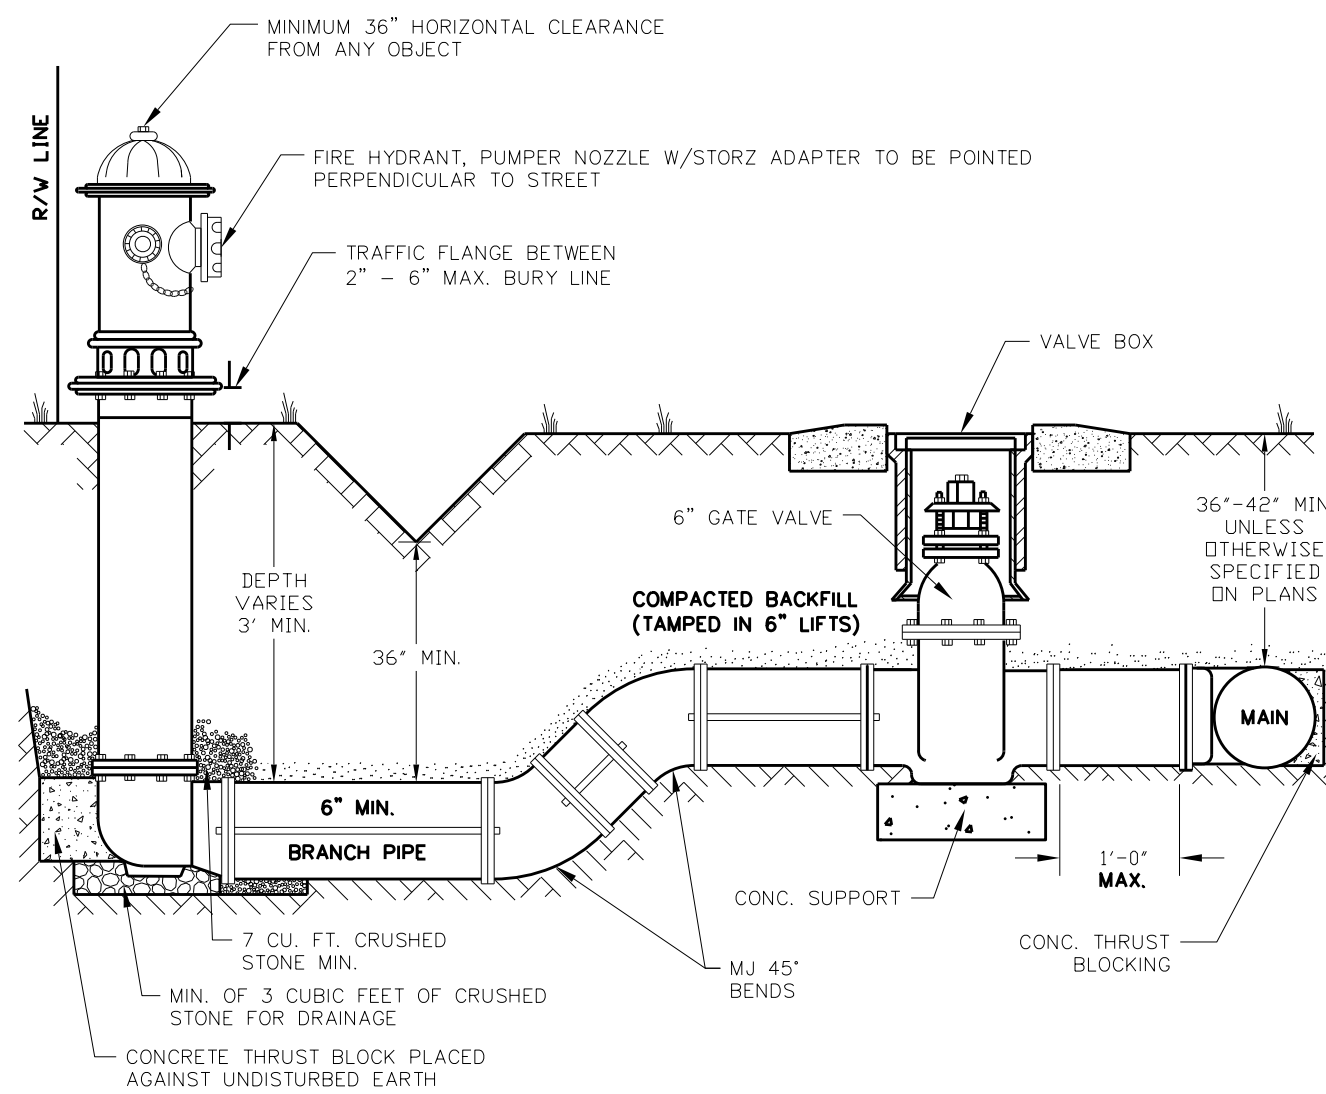 MINIMUM 36" HORIZONTAL CLEARANCE
FROM ANY OBJECT
R/W LINE
FIRE HYDRANT, PUMPER NOZZLE W/STORZ ADAPTER TO BE POINTED
PERPENDICULAR TO STREET
TRAFFIC FLANGE BETWEEN
2" – 6" MAX. BURY LINE
VALVE BOX
6" GATE VALVE
36"-42" MIN
UNLESS
OTHERWISE
SPECIFIED
ON PLANS
DEPTH
VARIES
3' MIN.
36" MIN.
COMPACTED BACKFILL
(TAMPED IN 6" LIFTS)
MAIN
6" MIN.
BRANCH PIPE
1'-0"
MAX.
CONC. SUPPORT
CONC. THRUST
BLOCKING
MJ 45°
BENDS
7 CU. FT. CRUSHED
STONE MIN.
MIN. OF 3 CUBIC FEET OF CRUSHED
STONE FOR DRAINAGE
CONCRETE THRUST BLOCK PLACED
AGAINST UNDISTURBED EARTH